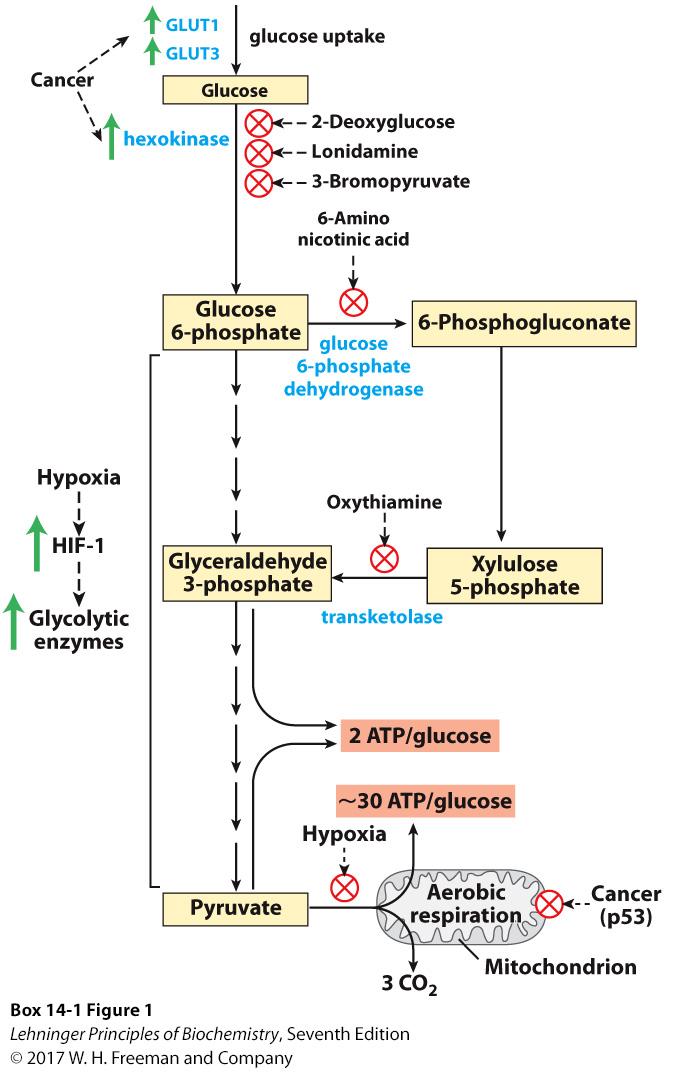 GLUT1
GLUT3
glucose uptake
Cancer
Glucose
hexokinase
2-Deoxyglucose
Lonidamine
3-Bromopyruvate
6-Amino
nicotinic acid
Glucose
6-phosphate
6-Phosphogluconate
glucose
6-phosphate
dehydrogenase
Hypoxia
HIF-1
Glycolytic
enzymes
Oxythiamine
Glyceraldehyde
3-phosphate
Xylulose
5-phosphate
transketolase
2 ATP/glucose
~30 ATP/glucose
Hypoxia
Pyruvate
Aerobic
respiration
Cancer
(p53)
Mitochondrion
3 CO₂
Box 14-1 Figure 1
Lehninger Principles of Biochemistry, Seventh Edition
© 2017 W. H. Freeman and Company